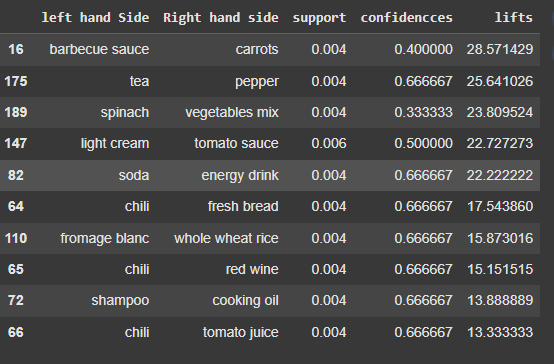 left hand Side Right hand side support confidencces lifts
16 barbecue sauce carrots 0.004 0.400000 28.571429
175 tea pepper 0.004 0.666667 25.641026
189 spinach vegetables mix 0.004 0.333333 23.809524
147 light cream tomato sauce 0.006 0.500000 22.727273
82 soda energy drink 0.004 0.666667 22.222222
64 chili fresh bread 0.004 0.666667 17.543860
110 fromage blanc whole wheat rice 0.004 0.666667 15.873016
65 chili red wine 0.004 0.666667 15.151515
72 shampoo cooking oil 0.004 0.666667 13.888889
66 chili tomato juice 0.004 0.666667 13.333333